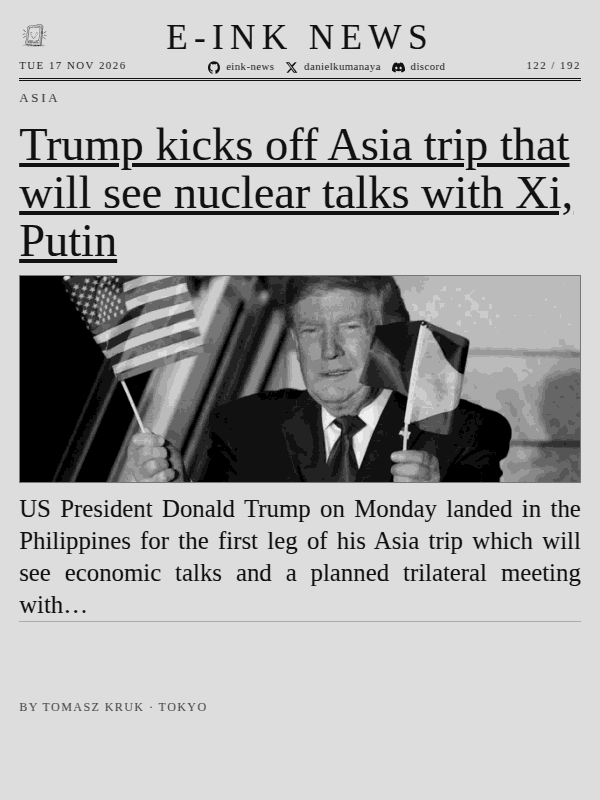 E-INK NEWS
TUE 17 NOV 2026
eink-news
danielkumanaya
discord
122 / 192
ASIA
Trump kicks off Asia trip that
will see nuclear talks with Xi,
Putin
US President Donald Trump on Monday landed in the
Philippines for the first leg of his Asia trip which will
see economic talks and a planned trilateral meeting
with…
BY TOMASZ KRUK · TOKYO